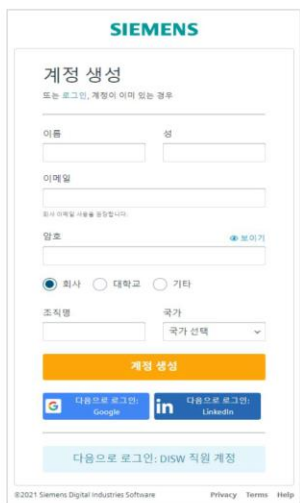 SIEMENS
계정 생성
또는 로그인, 계정이 이미 있는 경우
이름 성
이메일
회사 이메일 사용을 권장합니다.
암호 보이기
회사 대학교 기타
조직명 국가
국가 선택
계정 생성
다음으로 로그인: Google
다음으로 로그인: LinkedIn
다음으로 로그인: DISW 직원 계정
©2021 Siemens Digital Industries Software Privacy Terms Help